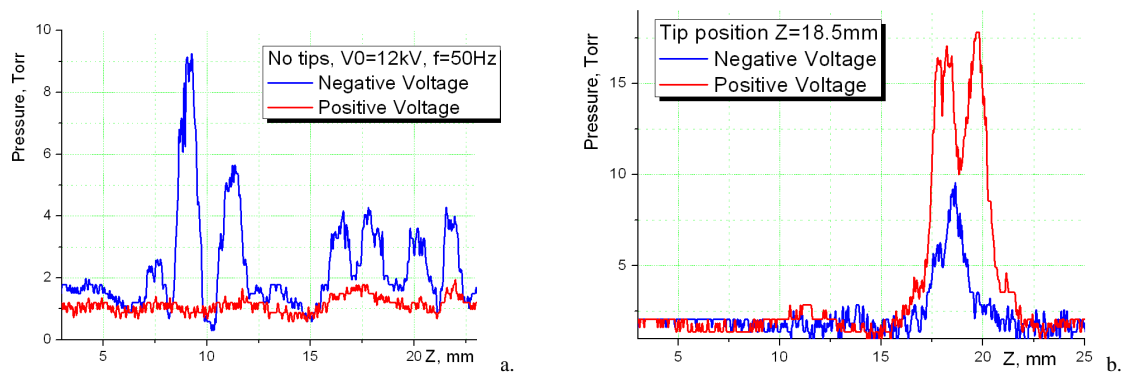 No tips, V0=12kV, f=50Hz
Negative Voltage
Positive Voltage
Pressure, Torr
10
8
6
4
2
0
5
10
15
20
Z, mm
a.
Tip position Z=18.5mm
Negative Voltage
Positive Voltage
Pressure, Torr
15
10
5
5
10
15
20
Z, mm
25
b.